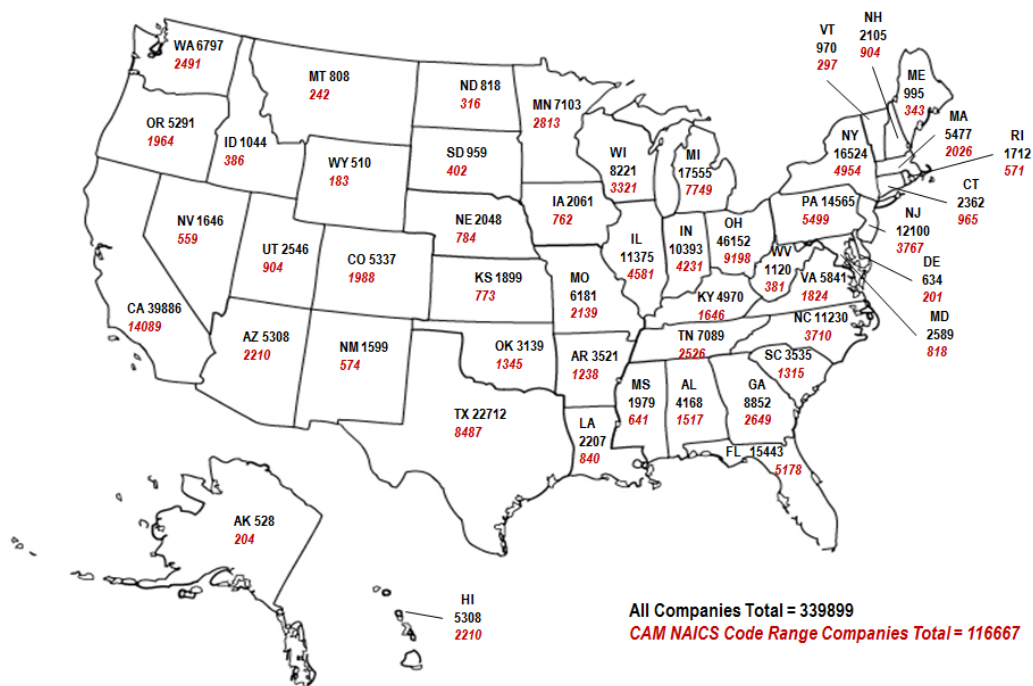 WA 6797
2491
MT 808
242
ND 818
316
MN 7103
2813
VT
970
297
NH
2105
904
ME
995
343
MA
5477
2026
RI
1712
571
CT
2362
965
OR 5291
1964
ID 1044
386
WY 510
183
SD 959
402
WI
8221
3321
MI
17555
7749
NY
16524
4954
NV 1646
559
UT 2546
904
CO 5337
1988
NE 2048
784
IA 2061
762
IL
11375
4581
IN
10393
4231
OH
46152
9198
PA 14565
5499
NJ
12100
3767
DE
634
201
MD
2589
818
WV
1120
381
VA 5841
1824
CA 39886
14089
KS 1899
773
MO
6181
2139
KY 4970
1646
NC 11230
3710
AZ 5308
2210
NM 1599
574
OK 3139
1345
AR 3521
1238
TN 7089
2526
SC 3535
1315
TX 22712
8487
LA
2207
840
MS
1979
641
AL
4168
1517
GA
8852
2649
FL 15443
5178
AK 528
204
HI
5308
2210
All Companies Total = 339899
CAM NAICS Code Range Companies Total = 116667